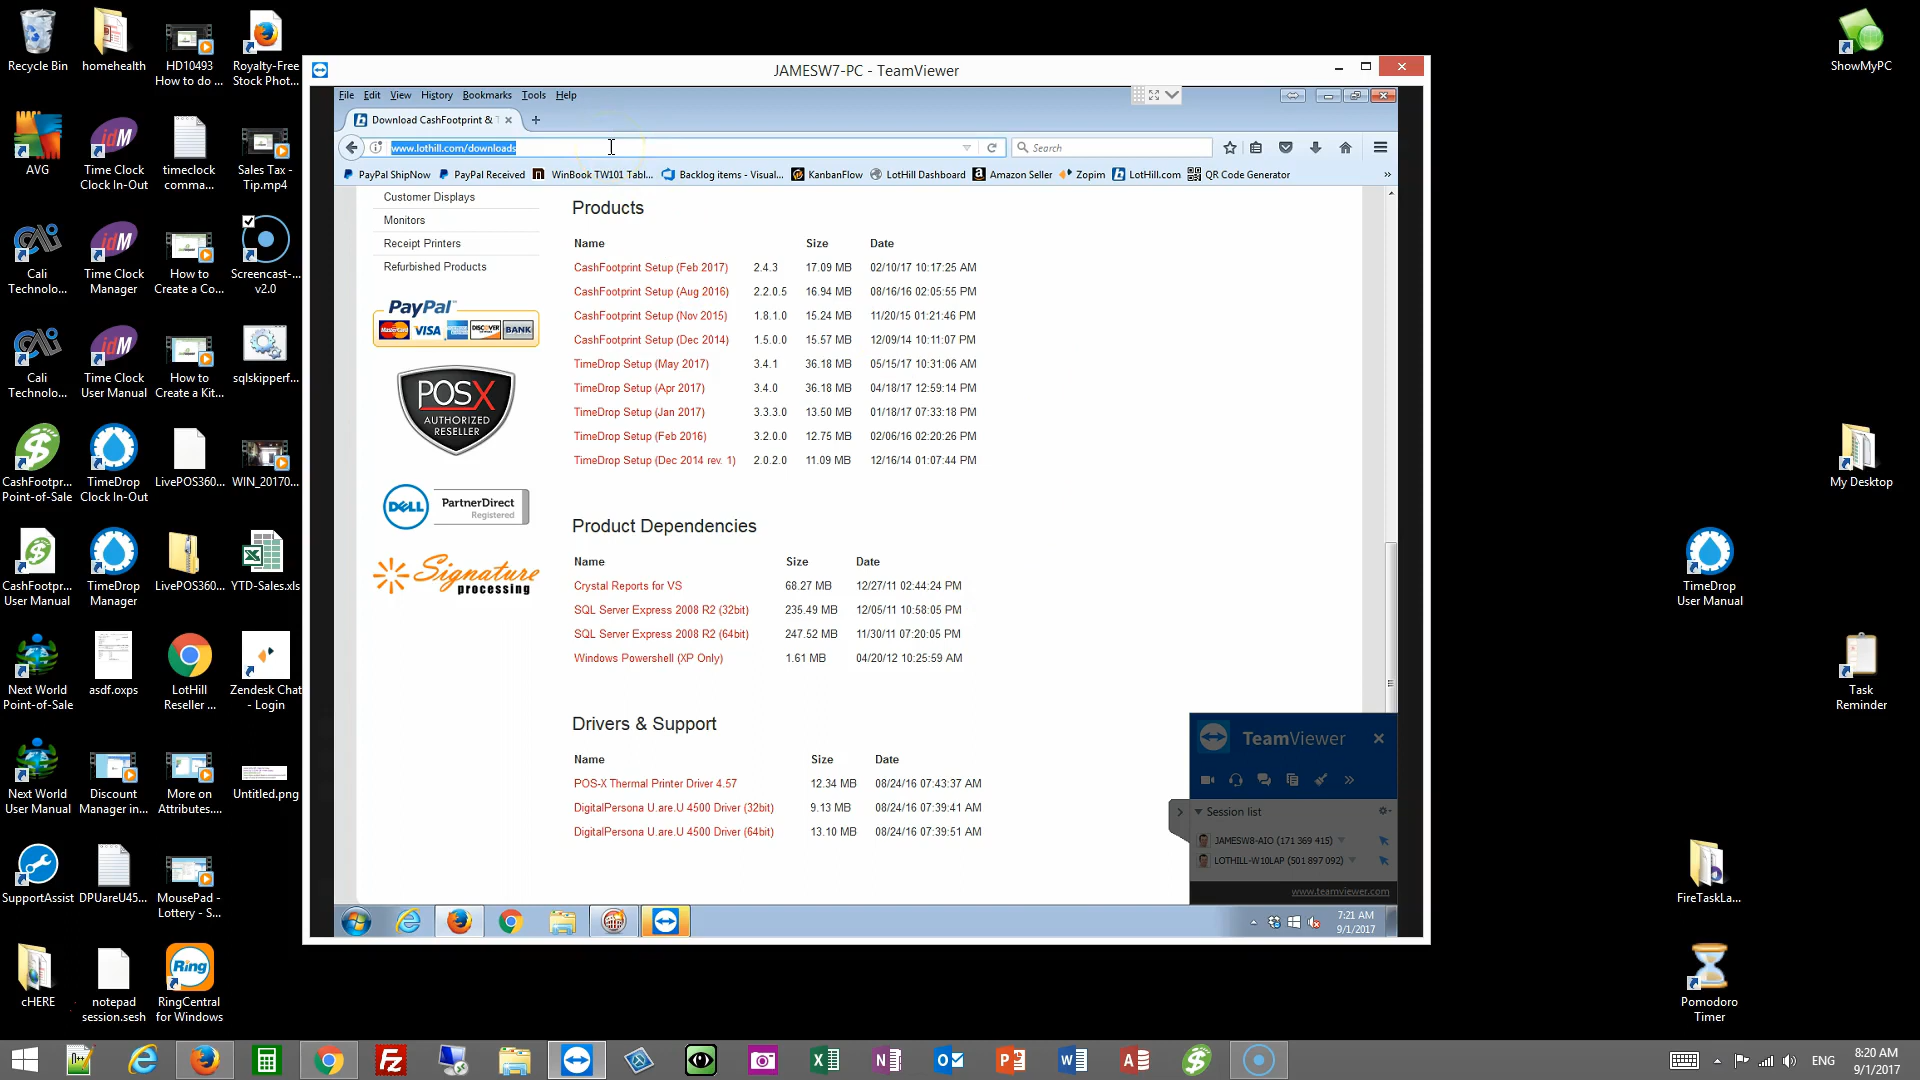 Recycle Bin
homehealth
HD10493
How to do ...
Royalty-Free
Stock Phot...
AVG
Time Clock
Clock In-Out
timeclock
comma...
Sales Tax -
Tip.mp4
Cali
Technolo...
Time Clock
Manager
How to
Create a Co...
Screencast-...
v2.0
Cali
Technolo...
Time Clock
User Manual
How to
Create a Kit...
sqlskipperf...
CashFootpr...
Point-of-Sale
TimeDrop
Clock In-Out
LivePOS360...
WIN_20170...
CashFootpr...
User Manual
TimeDrop
Manager
LivePOS360...
YTD-Sales.xls
Next World
Point-of-Sale
asdf.oxps
LotHill
Reseller ...
Zendesk Chat
- Login
Next World
User Manual
Discount
Manager in...
More on
Attributes...
Untitled.png
SupportAssist
DPUareU45...
MousePad -
Lottery - S...
cHERE
notepad
session.sesh
Ring
RingCentral
for Windows
JAMESW7-PC - TeamViewer
File Edit View History Bookmarks Tools Help
Download CashFootprint & T
www.lothill.com/downloads
Search
PayPal ShipNow
PayPal Received
WinBook TW101 Tabl...
Backlog items - Visual...
KanbanFlow
LotHill Dashboard
Amazon Seller
Zopim
LotHill.com
QR Code Generator
Customer Displays
Monitors
Receipt Printers
Refurbished Products
PayPal
MasterCard VISA DISCOVER BANK
POSX
AUTHORIZED
RESELLER
DELL
PartnerDirect
Registered
Signature
processing
Products
Name Size Date
CashFootprint Setup (Feb 2017) 2.4.3 17.09 MB 02/10/17 10:17:25 AM
CashFootprint Setup (Aug 2016) 2.2.0.5 16.94 MB 08/16/16 02:05:55 PM
CashFootprint Setup (Nov 2015) 1.8.1.0 15.24 MB 11/20/15 01:21:46 PM
CashFootprint Setup (Dec 2014) 1.5.0.0 15.57 MB 12/09/14 10:11:07 PM
TimeDrop Setup (May 2017) 3.4.1 36.18 MB 05/15/17 10:31:06 AM
TimeDrop Setup (Apr 2017) 3.4.0 36.18 MB 04/18/17 12:59:14 PM
TimeDrop Setup (Jan 2017) 3.3.3.0 13.50 MB 01/18/17 07:33:18 PM
TimeDrop Setup (Feb 2016) 3.2.0.0 12.75 MB 02/06/16 02:20:26 PM
TimeDrop Setup (Dec 2014 rev. 1) 2.0.2.0 11.09 MB 12/16/14 01:07:44 PM
Product Dependencies
Name Size Date
Crystal Reports for VS 68.27 MB 12/27/11 02:44:24 PM
SQL Server Express 2008 R2 (32bit) 235.49 MB 12/05/11 10:58:05 PM
SQL Server Express 2008 R2 (64bit) 247.52 MB 11/30/11 07:20:05 PM
Windows Powershell (XP Only) 1.61 MB 04/20/12 10:25:59 AM
Drivers & Support
Name Size Date
POS-X Thermal Printer Driver 4.57 12.34 MB 08/24/16 07:43:37 AM
DigitalPersona U.are.U 4500 Driver (32bit) 9.13 MB 08/24/16 07:39:41 AM
DigitalPersona U.are.U 4500 Driver (64bit) 13.10 MB 08/24/16 07:39:51 AM
TeamViewer
Session list
JAMESW8-AIO (171 369 415)
LOTHILL-W10LAP (501 897 092)
www.teamviewer.com
7:21 AM
9/1/2017
ShowMyPC
My Desktop
TimeDrop
User Manual
Task
Reminder
FireTaskLa...
Pomodoro
Timer
ENG
8:20 AM
9/1/2017